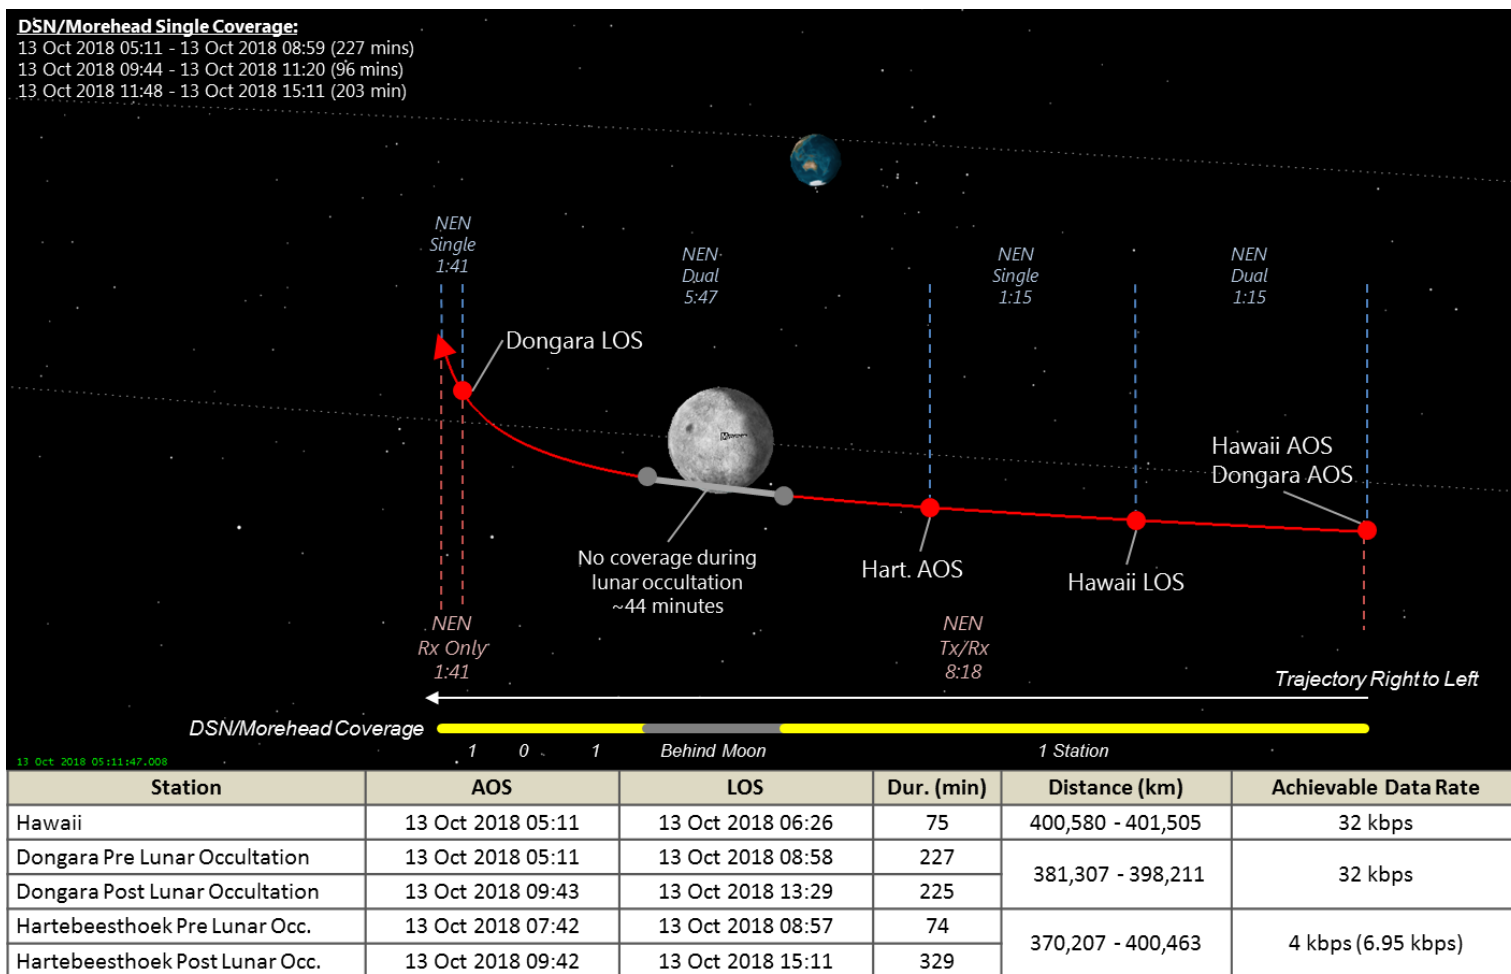 DSN/Morehead Single Coverage:
13 Oct 2018 05:11 - 13 Oct 2018 08:59 (227 mins)
13 Oct 2018 09:44 - 13 Oct 2018 11:20 (96 mins)
13 Oct 2018 11:48 - 13 Oct 2018 15:11 (203 min)
NEN
Single
1:41
NEN
Dual
5:47
NEN
Single
1:15
NEN
Dual
1:15
Dongara LOS
Hawaii AOS
Dongara AOS
No coverage during
lunar occultation
~44 minutes
Hart. AOS
Hawaii LOS
NEN
Rx Only
1:41
NEN
Tx/Rx
8:18
Trajectory Right to Left
DSN/Morehead Coverage
1 0 1 Behind Moon 1 Station
13 Oct 2018 05:11:47.008
Station AOS LOS Dur. (min) Distance (km) Achievable Data Rate
Hawaii 13 Oct 2018 05:11 13 Oct 2018 06:26 75 400,580 - 401,505 32 kbps
Dongara Pre Lunar Occultation 13 Oct 2018 05:11 13 Oct 2018 08:58 227
381,307 - 398,211 32 kbps
Dongara Post Lunar Occultation 13 Oct 2018 09:43 13 Oct 2018 13:29 225
Hartebeesthoek Pre Lunar Occ. 13 Oct 2018 07:42 13 Oct 2018 08:57 74
370,207 - 400,463 4 kbps (6.95 kbps)
Hartebeesthoek Post Lunar Occ. 13 Oct 2018 09:42 13 Oct 2018 15:11 329